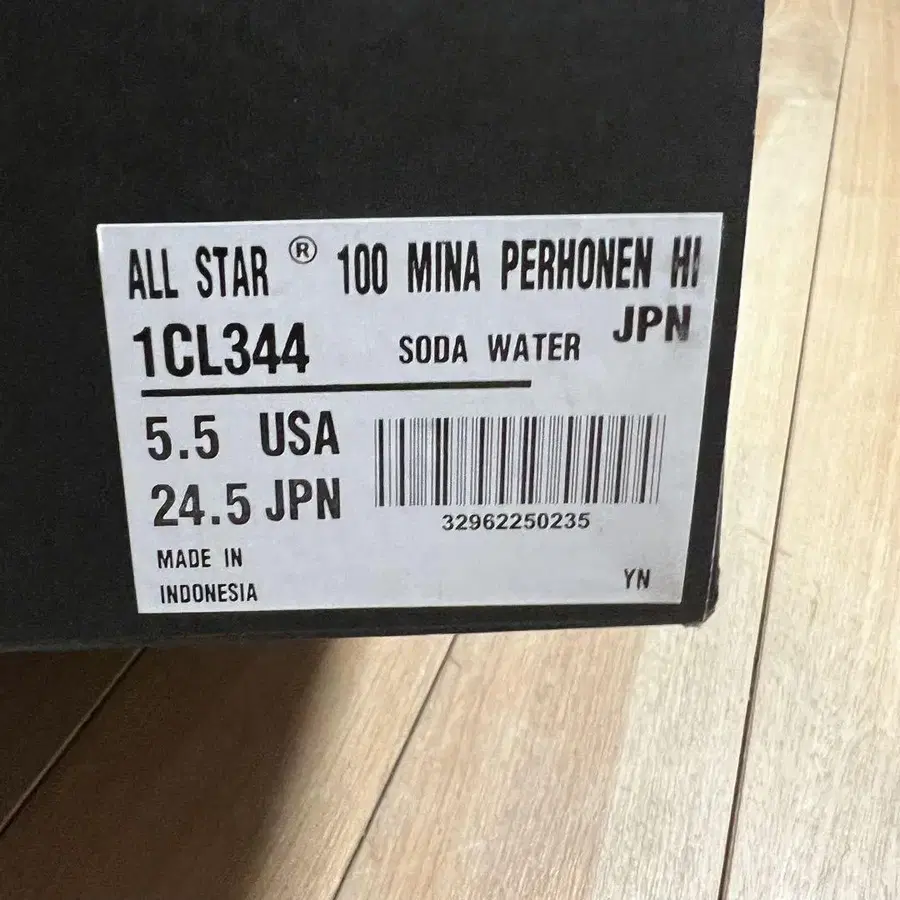 ALL STAR ® 100 MINA PERHONEN HI
1CL344 SODA WATER JPN
5.5 USA
24.5 JPN
32962250235
MADE IN
INDONESIA
YN